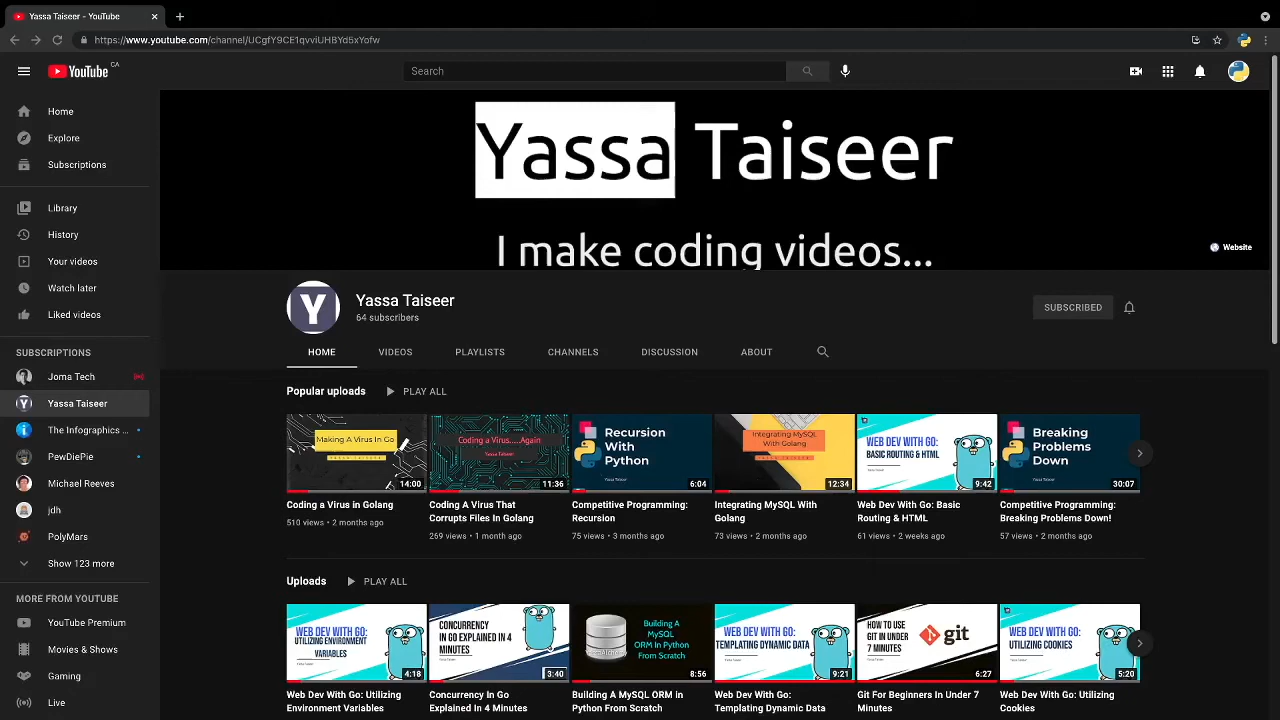 Yassa Taiseer - YouTube
https://www.youtube.com/channel/UCgfY9CE1qvviUHBYd5xYofw
YouTube CA
Search
Home
Explore
Subscriptions
Library
History
Your videos
Watch later
Liked videos
SUBSCRIPTIONS
Joma Tech
Yassa Taiseer
The Infographics ...
PewDiePie
Michael Reeves
jdh
PolyMars
Show 123 more
MORE FROM YOUTUBE
YouTube Premium
Movies & Shows
Gaming
Live
Yassa Taiseer
I make coding videos...
Website
Y
Yassa Taiseer
64 subscribers
SUBSCRIBED
HOME VIDEOS PLAYLISTS CHANNELS DISCUSSION ABOUT
Popular uploads PLAY ALL
Making A Virus In Go
14:00
Coding a Virus in Golang
510 views • 2 months ago
Coding a Virus.....Again
Yassa Taiseer
11:36
Coding A Virus That
Corrupts Files In Golang
269 views • 1 month ago
Recursion
With
Python
Yassa Taiseer
6:04
Competitive Programming:
Recursion
75 views • 3 months ago
Integrating MySQL
With Golang
12:34
Integrating MySQL With
Golang
73 views • 2 months ago
WEB DEV WITH GO:
BASIC ROUTING & HTML
9:42
Web Dev With Go: Basic
Routing & HTML
61 views • 2 weeks ago
Breaking
Problems
Down
Yassa Taiseer
30:07
Competitive Programming:
Breaking Problems Down!
57 views • 2 months ago
Uploads PLAY ALL
WEB DEV WITH GO:
UTILIZING ENVIRONMENT
VARIABLES
4:18
Web Dev With Go: Utilizing
Environment Variables
CONCURRENCY
IN GO EXPLAINED IN 4
MINUTES
3:40
Concurrency In Go
Explained In 4 Minutes
Building A
MySQL
ORM In Python
From Scratch
8:56
Building A MySQL ORM in
Python From Scratch
WEB DEV WITH GO:
TEMPLATING DYNAMIC DATA
9:21
Web Dev With Go:
Templating Dynamic Data
HOW TO USE
GIT IN UNDER
7 MINUTES
git
6:27
Git For Beginners In Under 7
Minutes
WEB DEV WITH GO:
UTILIZING COOKIES
5:20
Web Dev With Go: Utilizing
Cookies